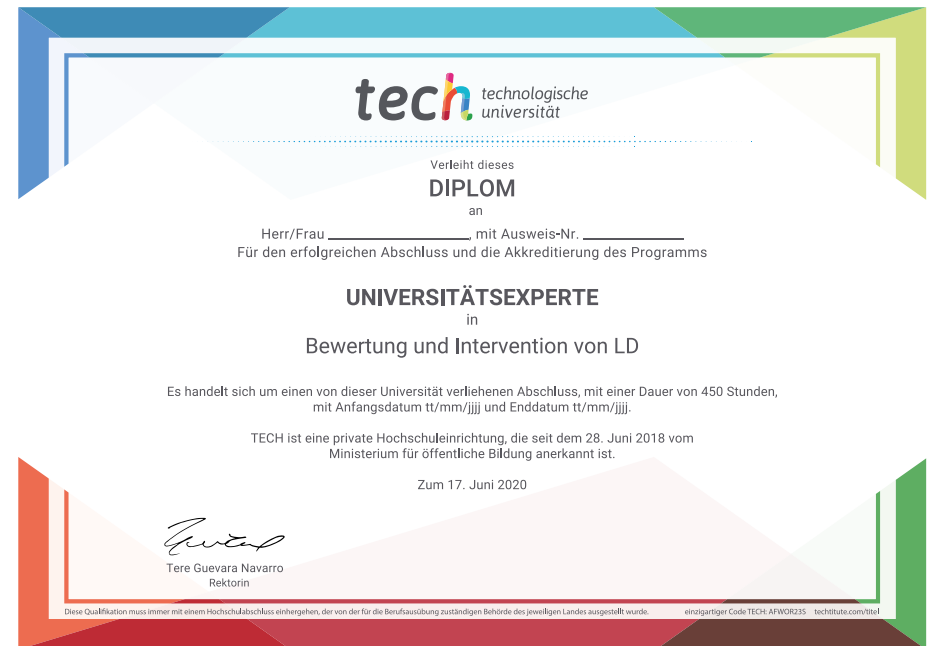 tech technologische
universität
Verleiht dieses
DIPLOM
an
Herr/Frau ____________________, mit Ausweis-Nr. ______________
Für den erfolgreichen Abschluss und die Akkreditierung des Programms
UNIVERSITÄTSEXPERTE
in
Bewertung und Intervention von LD
Es handelt sich um einen von dieser Universität verliehenen Abschluss, mit einer Dauer von 450 Stunden,
mit Anfangsdatum tt/mm/jjjj und Enddatum tt/mm/jjjj.
TECH ist eine private Hochschuleinrichtung, die seit dem 28. Juni 2018 vom
Ministerium für öffentliche Bildung anerkannt ist.
Zum 17. Juni 2020
Tere Guevara Navarro
Rektorin
Diese Qualifikation muss immer mit einem Hochschulabschluss einhergehen, der von der für die Berufsausübung zuständigen Behörde des jeweiligen Landes ausgestellt wurde. einzigartiger Code TECH: AFWOR23S techtitute.com/titel